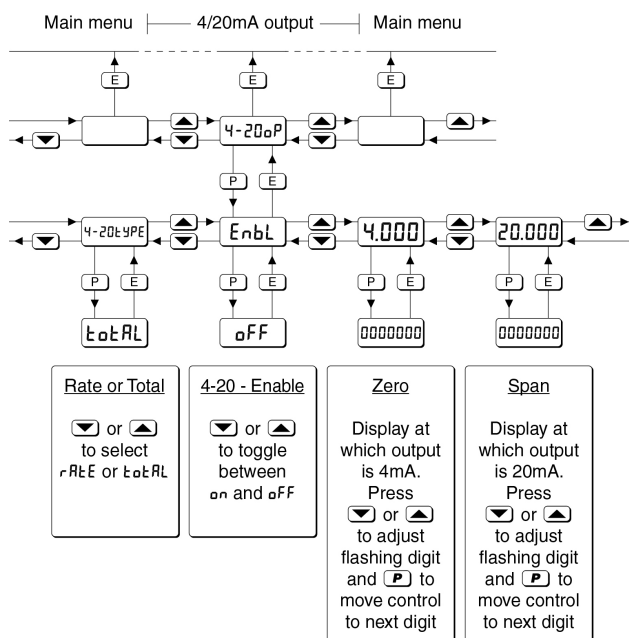 Main menu
4/20mA output
Main menu
E
E
E
4-20oP
P
E
4-20tYPE
EnbL
4.000
20.000
P
E
P
E
P
E
P
E
totAL
oFF
0000000
0000000
Rate or Total
or
to select
rAtE or totAL
4-20 - Enable
or
to toggle
between
on and oFF
Zero
Display at
which output
is 4mA.
Press
or
to adjust
flashing digit
and P to
move control
to next digit
Span
Display at
which output
is 20mA.
Press
or
to adjust
flashing digit
and P to
move control
to next digit